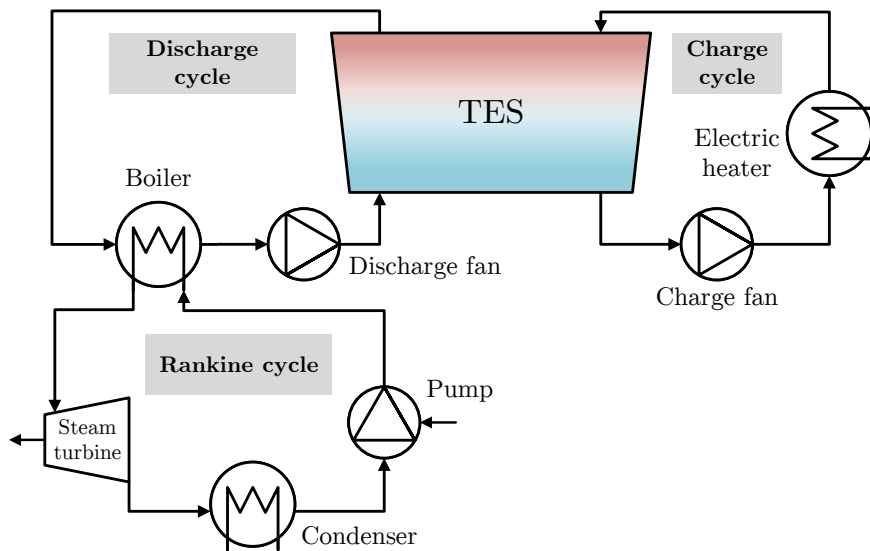 Discharge
cycle
TES
Charge
cycle
Electric
heater
Boiler
Discharge fan
Charge fan
Rankine cycle
Pump
Steam
turbine
Condenser